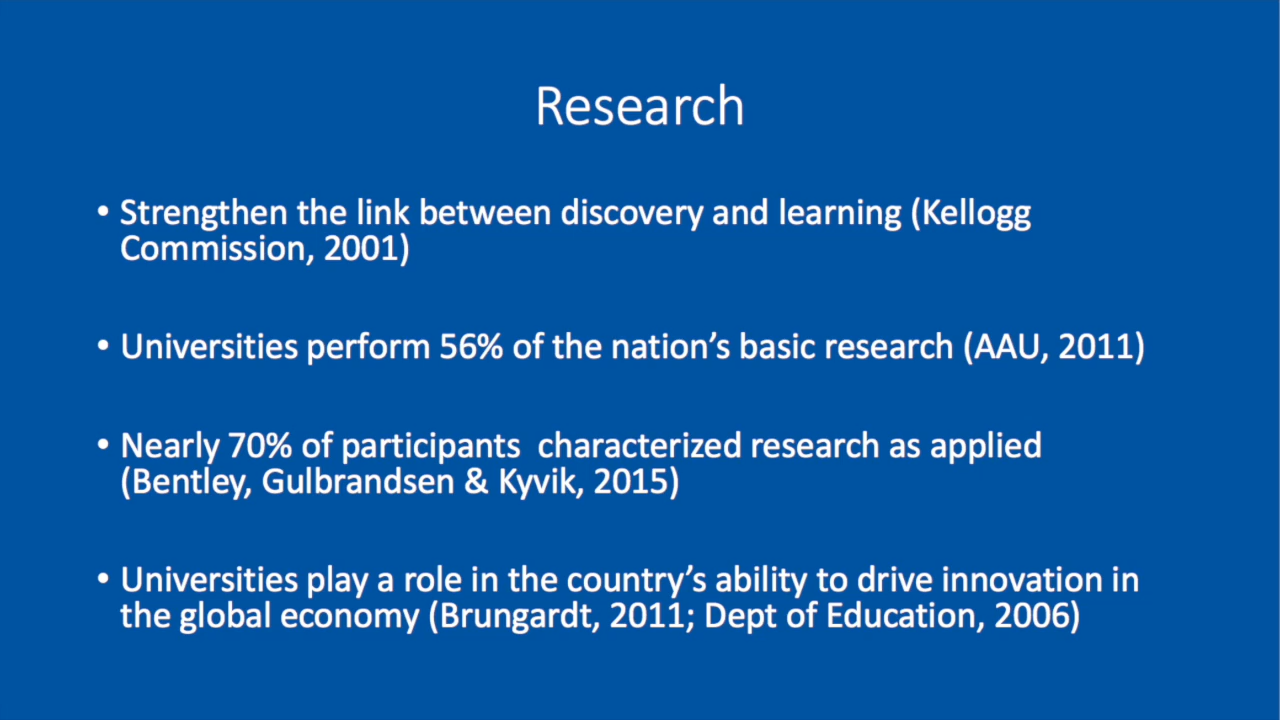 Research
• Strengthen the link between discovery and learning (Kellogg
Commission, 2001)
• Universities perform 56% of the nation’s basic research (AAU, 2011)
• Nearly 70% of participants  characterized research as applied
(Bentley, Gulbrandsen & Kyvik, 2015)
• Universities play a role in the country’s ability to drive innovation in
the global economy (Brungardt, 2011; Dept of Education, 2006)